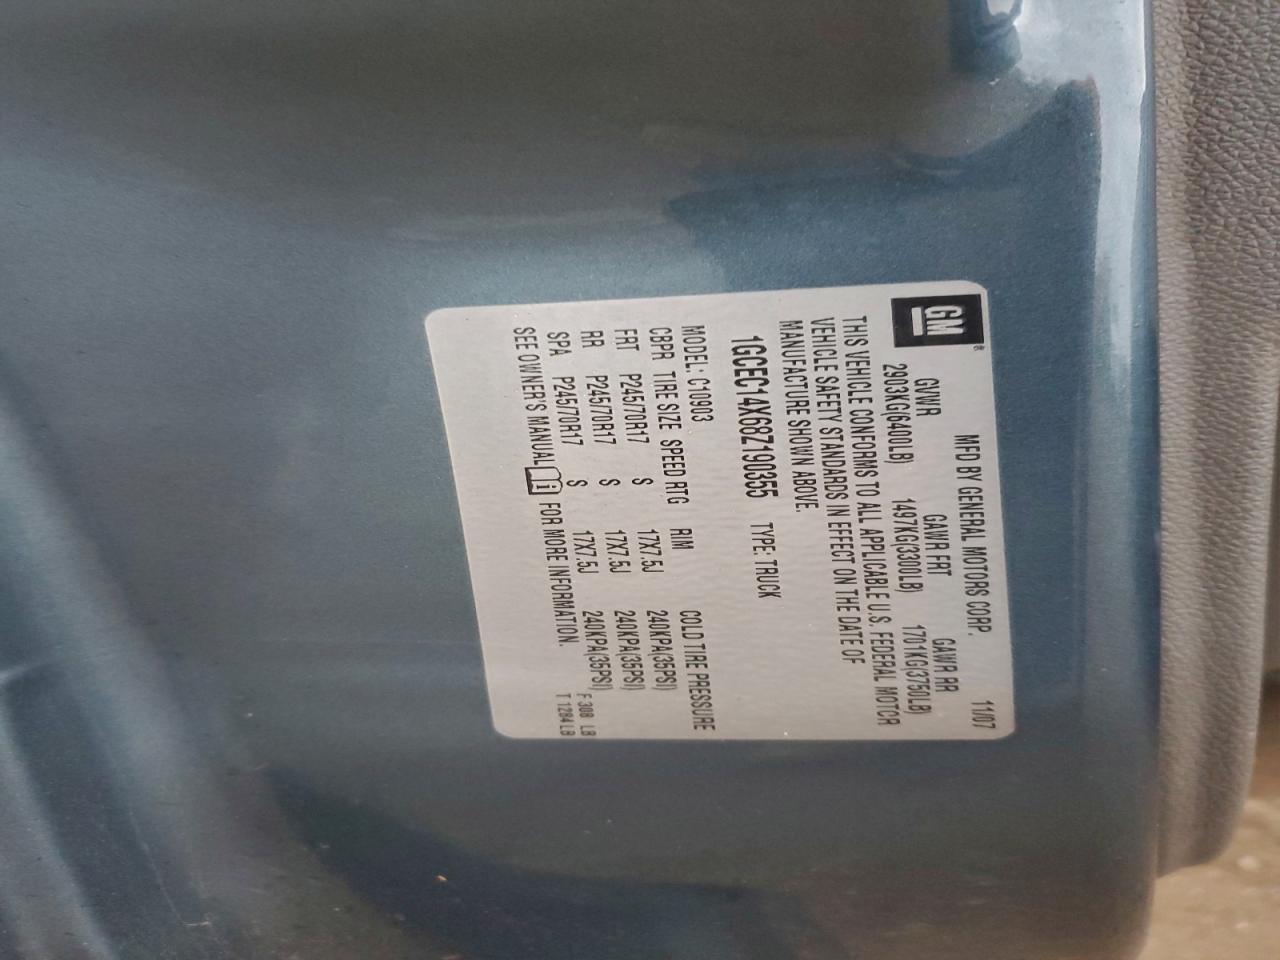 GM
MFD BY GENERAL MOTORS CORP. 11/07
GVWR GAWR FRT GAWR RR
2903KG(6400LB) 1497KG(3300LB) 1701KG(3750LB)
THIS VEHICLE CONFORMS TO ALL APPLICABLE U.S. FEDERAL MOTOR
VEHICLE SAFETY STANDARDS IN EFFECT ON THE DATE OF
MANUFACTURE SHOWN ABOVE.
1GCEC14X68Z190355 TYPE: TRUCK
MODEL: C10903
CBPR TIRE SIZE SPEED RTG RIM COLD TIRE PRESSURE
FRT P245/70R17 S 17X7.5J 240KPA(35PSI)
RR P245/70R17 S 17X7.5J 240KPA(35PSI)
SPA P245/70R17 S 17X7.5J 240KPA(35PSI)
SEE OWNER'S MANUAL FOR MORE INFORMATION.
F 308 LB
T 1284 LB